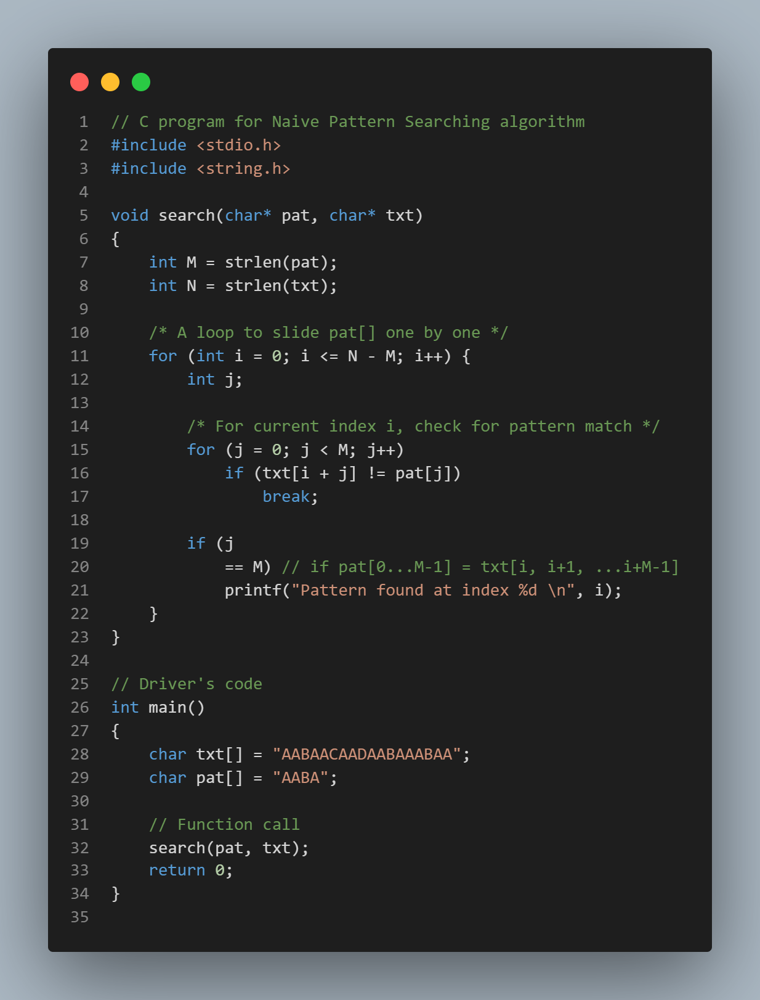 1 // C program for Naive Pattern Searching algorithm
2 #include <stdio.h>
3 #include <string.h>
4
5 void search(char* pat, char* txt)
6 {
7     int M = strlen(pat);
8     int N = strlen(txt);
9
10     /* A loop to slide pat[] one by one */
11     for (int i = 0; i <= N - M; i++) {
12         int j;
13
14         /* For current index i, check for pattern match */
15         for (j = 0; j < M; j++)
16             if (txt[i + j] != pat[j])
17                 break;
18
19         if (j
20             == M) // if pat[0...M-1] = txt[i, i+1, ...i+M-1]
21             printf("Pattern found at index %d \n", i);
22     }
23 }
24
25 // Driver's code
26 int main()
27 {
28     char txt[] = "AABAACAADAABAAABAA";
29     char pat[] = "AABA";
30
31     // Function call
32     search(pat, txt);
33     return 0;
34 }
35